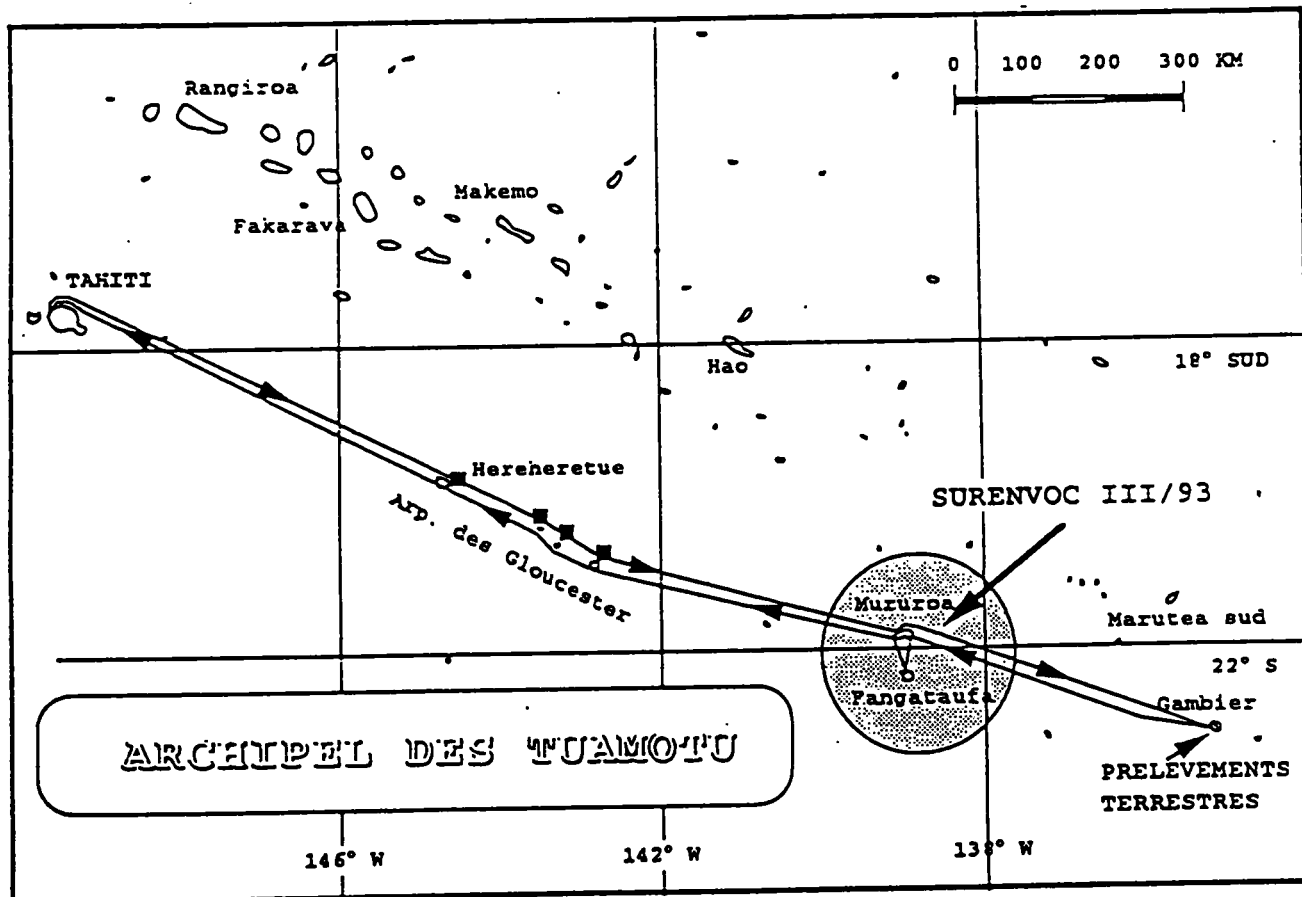 0 100 200 300 KM
Rangiroa
Makemo
Fakarava
TAHITI
Hao
18° SUD
Hereheretue
SURENVOC III/93
Arp. des Gloucester
Mururoa
Marutea sud
22° S
Fangataufa
Gambier
ARCHIPEL DES TUAMOTU
PRELEVEMENTS
TERRESTRES
146° W
142° W
138° W